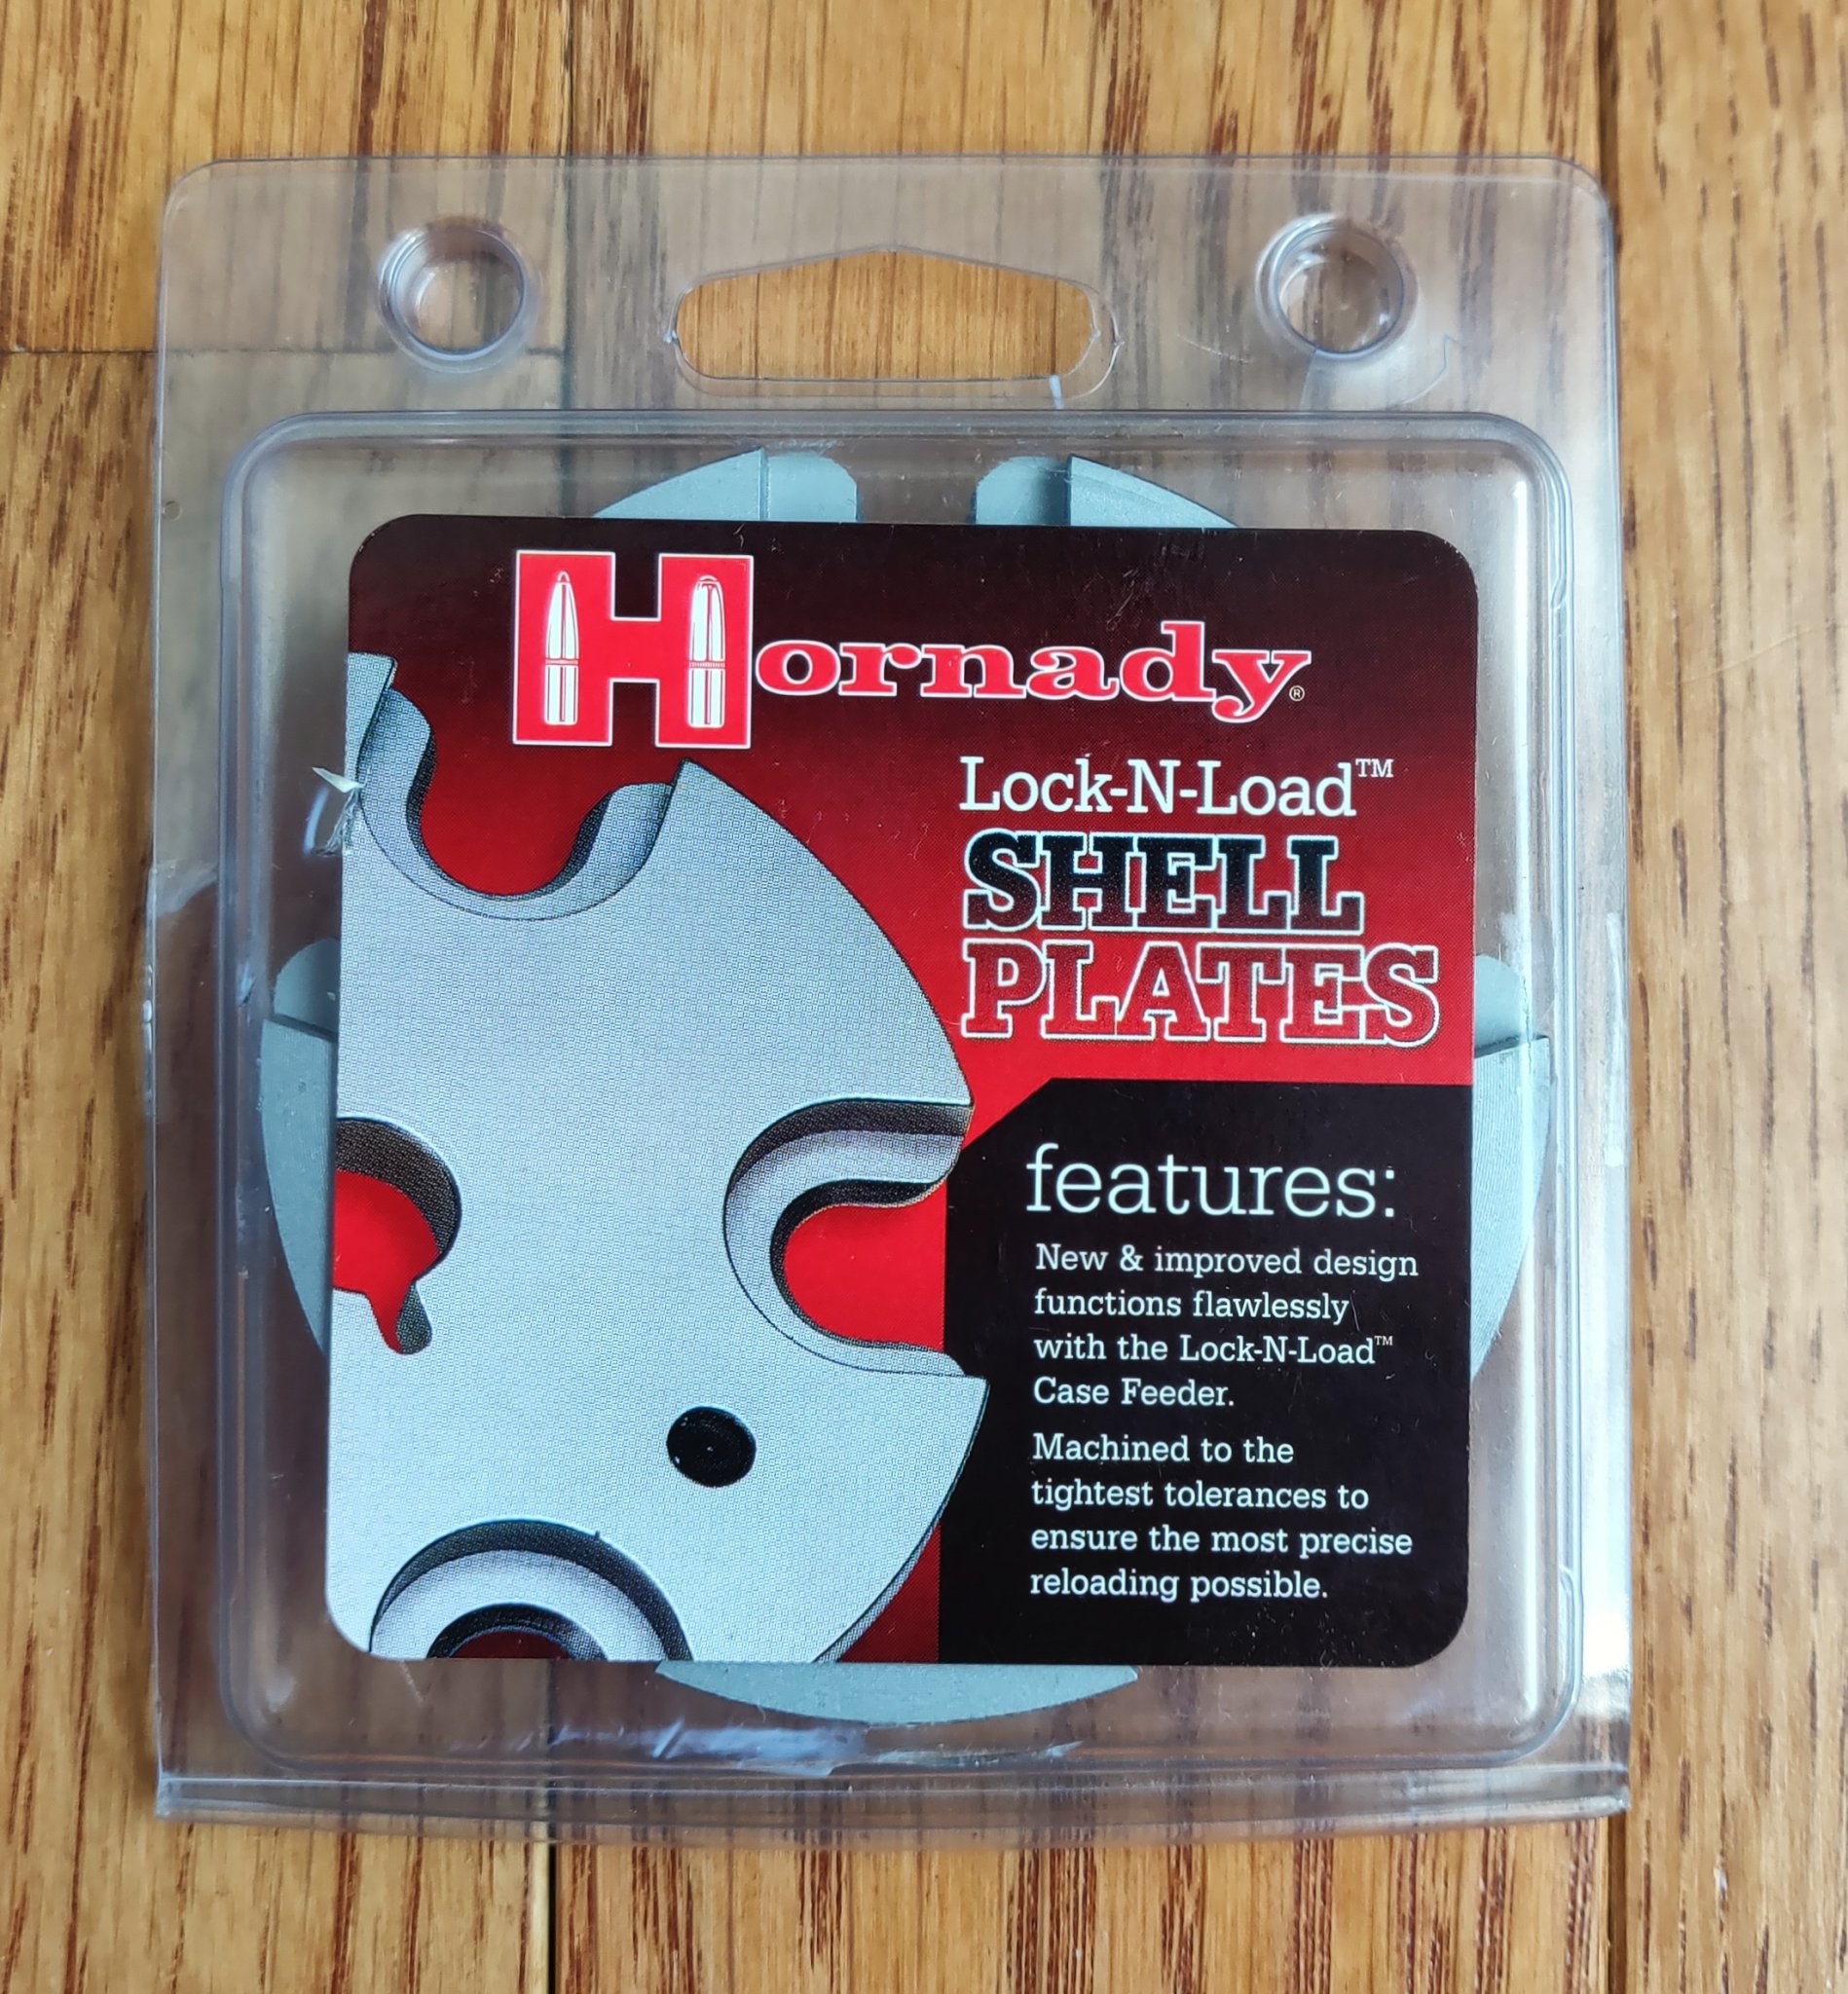 Hornady®
Lock-N-Load™
SHELL
PLATES
features:
New & improved design
functions flawlessly
with the Lock-N-Load™
Case Feeder.
Machined to the
tightest tolerances to
ensure the most precise
reloading possible.